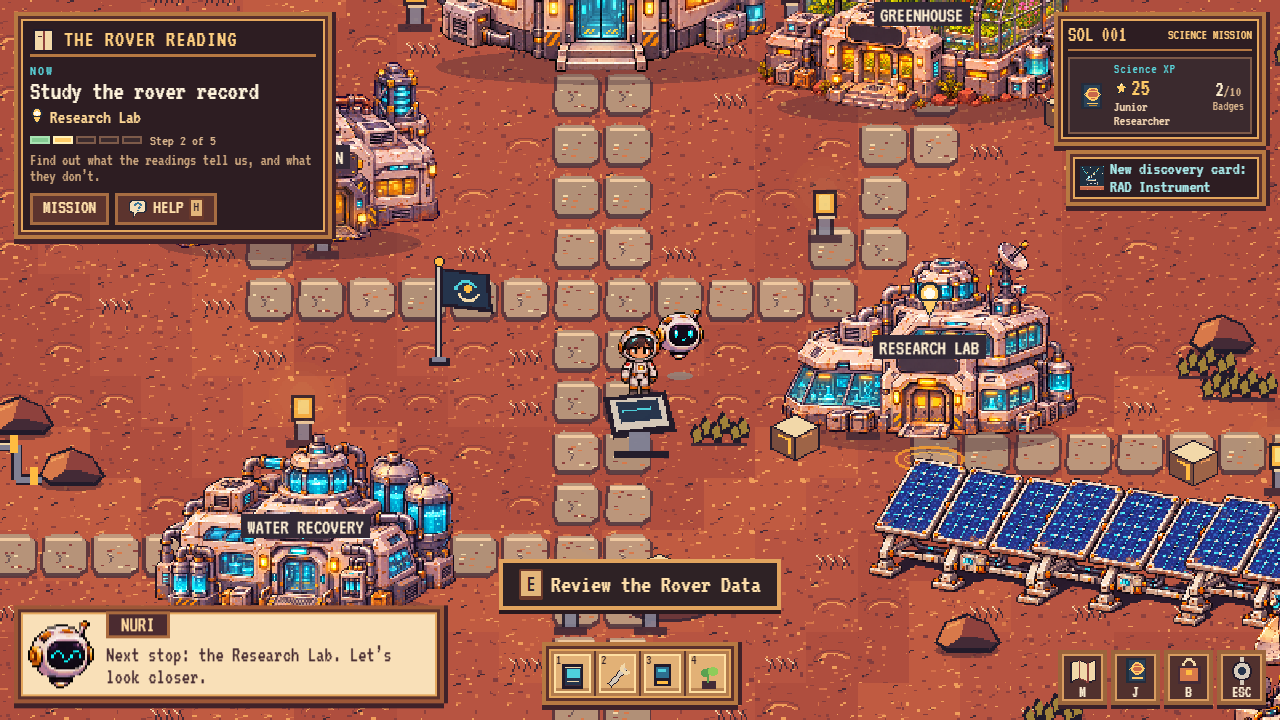 THE ROVER READING
NOW
Study the rover record
Research Lab
Step 2 of 5
Find out what the readings tell us, and what
they don't.
MISSION
? HELP H
N
GREENHOUSE
SOL 001 SCIENCE MISSION
Science XP
25
Junior
Researcher
2/10
Badges
New discovery card:
RAD Instrument
RESEARCH LAB
WATER RECOVERY
E Review the Rover Data
NURI
Next stop: the Research Lab. Let's
look closer.
1 2 3 4
M J B ESC